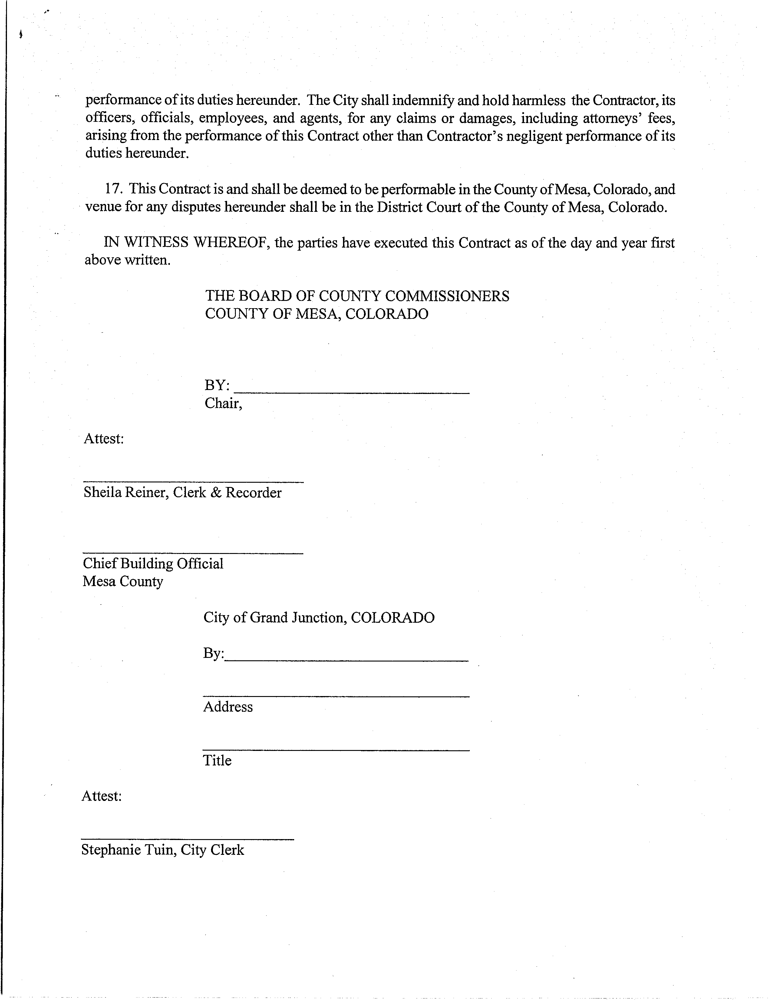 performance of its duties hereunder. The City shall indemnify and hold harmless the Contractor, its
officers, officials, employees, and agents, for any claims or damages, including attorneys' fees,
arising from the performance of this Contract other than Contractor's negligent performance of its
duties hereunder.
17. This Contract is and shall be deemed to be performable in the County of Mesa, Colorado, and
venue for any disputes hereunder shall be in the District Court of the County of Mesa, Colorado.
IN WITNESS WHEREOF, the parties have executed this Contract as of the day and year first
above written.
THE BOARD OF COUNTY COMMISSIONERS
COUNTY OF MESA, COLORADO
BY:
Chair,
Attest:
Sheila Reiner, Clerk & Recorder
Chief Building Official
Mesa County
City of Grand Junction, COLORADO
By:
Address
Title
Attest:
Stephanie Tuin, City Clerk